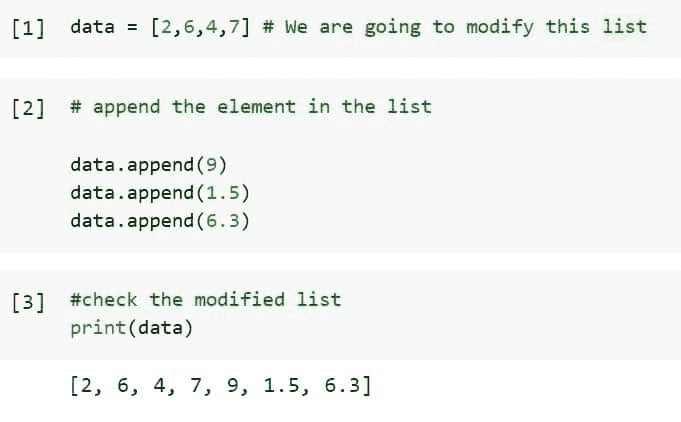 [1] data = [2,6,4,7] # We are going to modify this list
[2] # append the element in the list
data.append(9)
data.append(1.5)
data.append(6.3)
[3] #check the modified list
print(data)
[2, 6, 4, 7, 9, 1.5, 6.3]